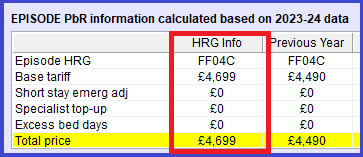 EPISODE PbR information calculated based on 2023-24 data
HRG Info Previous Year
Episode HRG FF04C FF04C
Base tariff £4,699 £4,490
Short stay emerg adj £0 £0
Specialist top-up £0 £0
Excess bed days £0 £0
Total price £4,699 £4,490